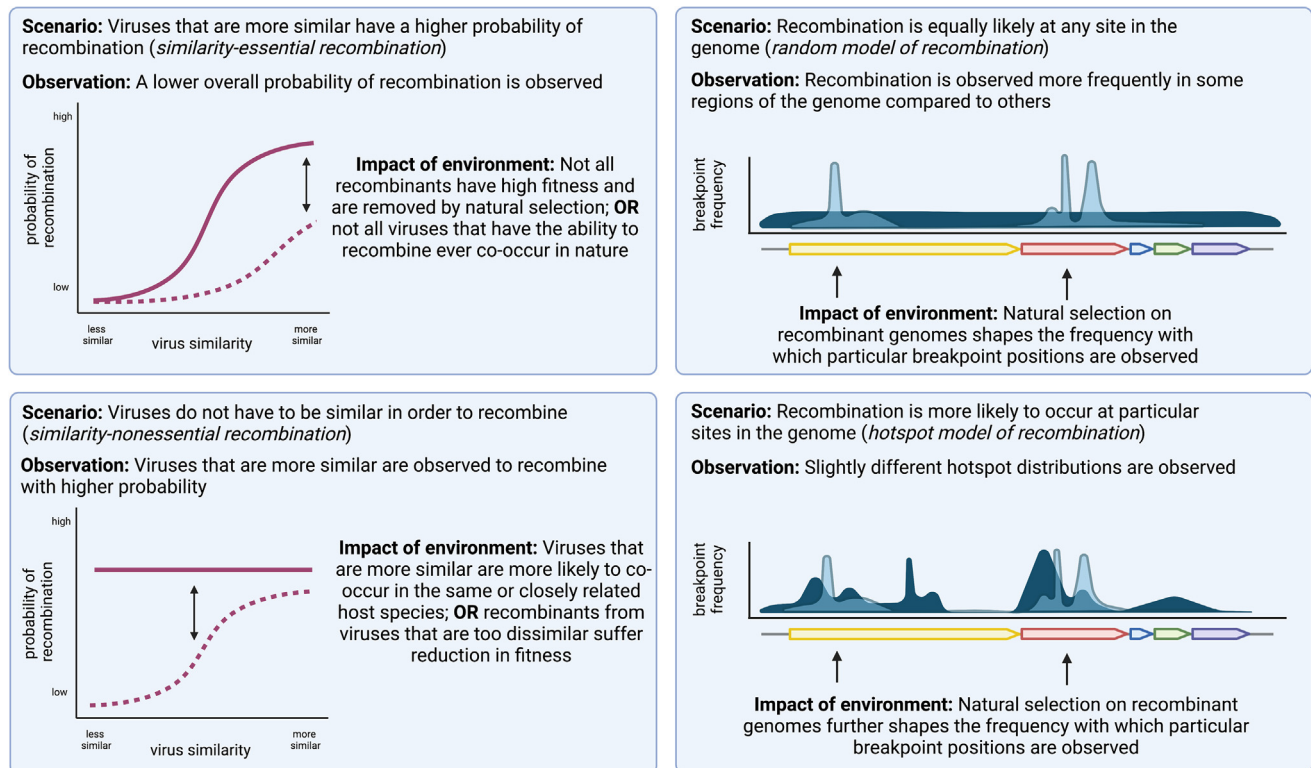 Scenario: Viruses that are more similar have a higher probability of
recombination (similarity-essential recombination)
Observation: A lower overall probability of recombination is observed
high
probability of
recombination
low
less
similar
virus similarity
more
similar
Impact of environment: Not all
recombinants have high fitness and
are removed by natural selection; OR
not all viruses that have the ability to
recombine ever co-occur in nature
Scenario: Recombination is equally likely at any site in the
genome (random model of recombination)
Observation: Recombination is observed more frequently in some
regions of the genome compared to others
breakpoint
frequency
Impact of environment: Natural selection on
recombinant genomes shapes the frequency with
which particular breakpoint positions are observed
Scenario: Viruses do not have to be similar in order to recombine
(similarity-nonessential recombination)
Observation: Viruses that are more similar are observed to recombine
with higher probability
high
probability of
recombination
low
less
similar
virus similarity
more
similar
Impact of environment: Viruses that
are more similar are more likely to co-
occur in the same or closely related
host species; OR recombinants from
viruses that are too dissimilar suffer
reduction in fitness
Scenario: Recombination is more likely to occur at particular
sites in the genome (hotspot model of recombination)
Observation: Slightly different hotspot distributions are observed
breakpoint
frequency
Impact of environment: Natural selection on recombinant
genomes further shapes the frequency with which particular
breakpoint positions are observed